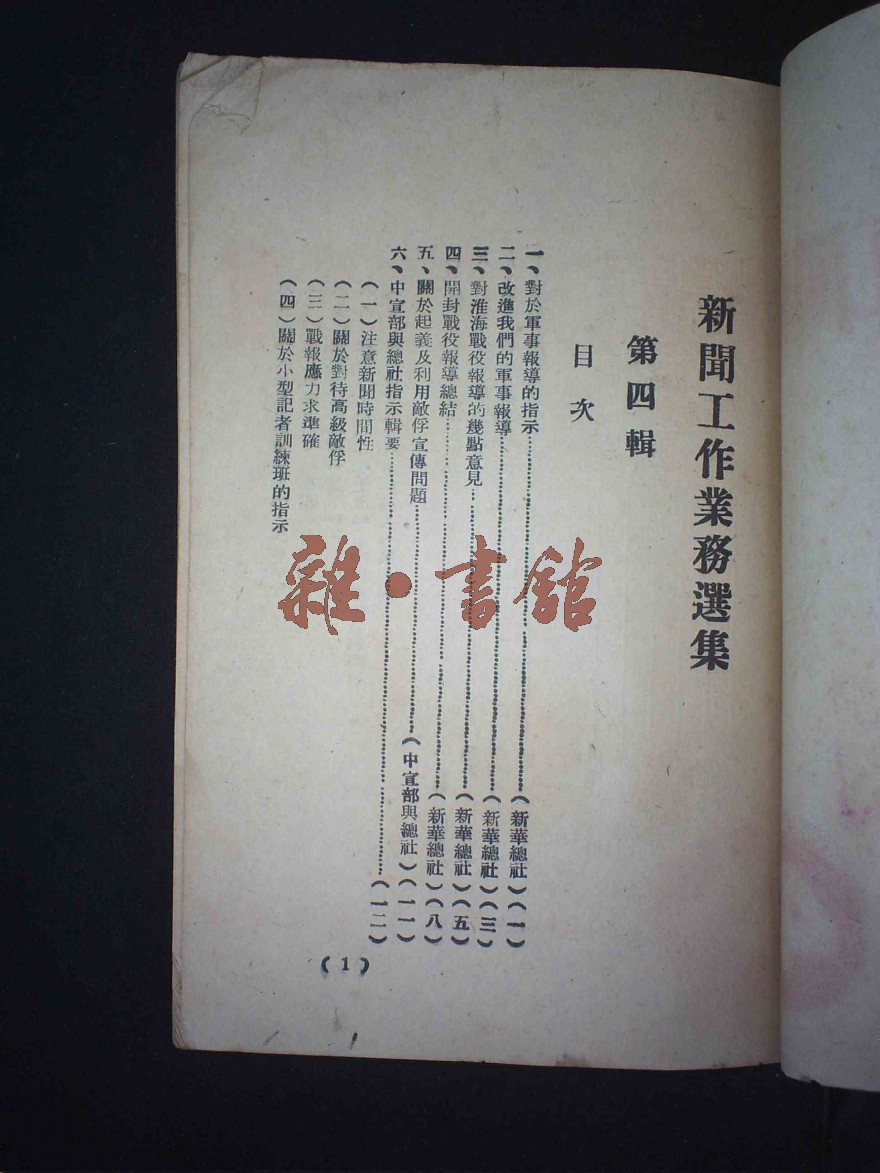 新聞工作業務選集
第四輯
目次
一、對於軍事報導的指示……(新華總社)(一)
二、改進我們的軍事報導……(新華總社)(三)
三、對淮海戰役報導的幾點意見……(新華總社)(五)
四、開封戰役報導總結……(新華總社)(八)
五、關於起義及利用敵俘宣傳問題……(中宣部與總社)(一一)
六、中宣部與總社指示輯要……(一二)
(一)注意新聞時間性
(二)關於對待高級敵俘
(三)戰報應力求準確
(四)關於小型記者訓練班的指示
(1)
雜·書館